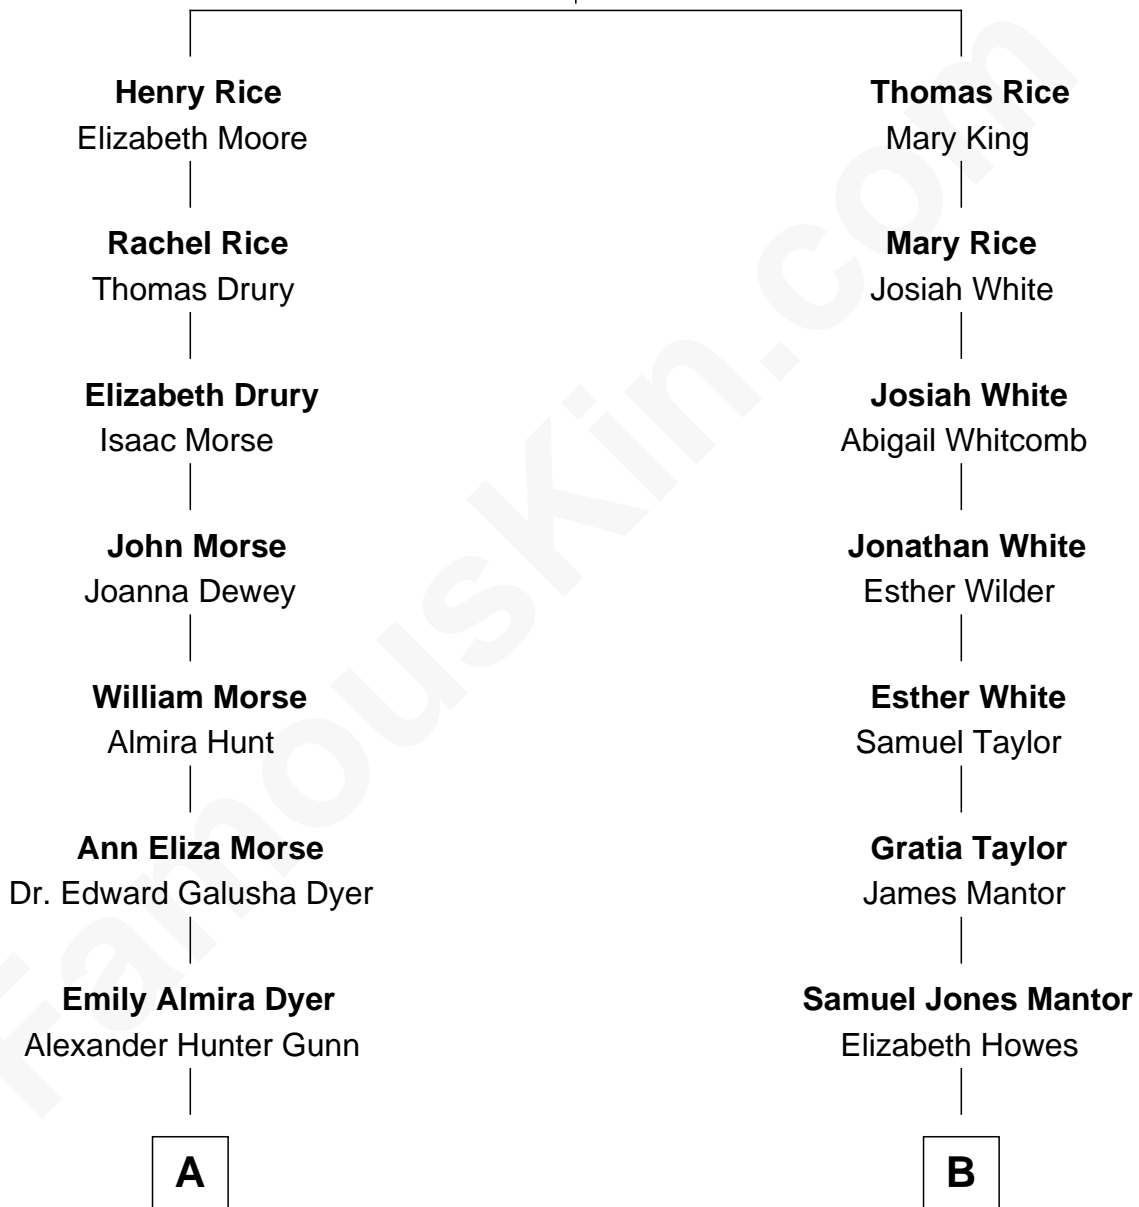 Henry Rice
Elizabeth Moore
Rachel Rice
Thomas Drury
Elizabeth Drury
Isaac Morse
John Morse
Joanna Dewey
William Morse
Almira Hunt
Ann Eliza Morse
Dr. Edward Galusha Dyer
Emily Almira Dyer
Alexander Hunter Gunn
A
Thomas Rice
Mary King
Mary Rice
Josiah White
Josiah White
Abigail Whitcomb
Jonathan White
Esther Wilder
Esther White
Samuel Taylor
Gratia Taylor
James Mantor
Samuel Jones Mantor
Elizabeth Howes
B
FamousKin.com